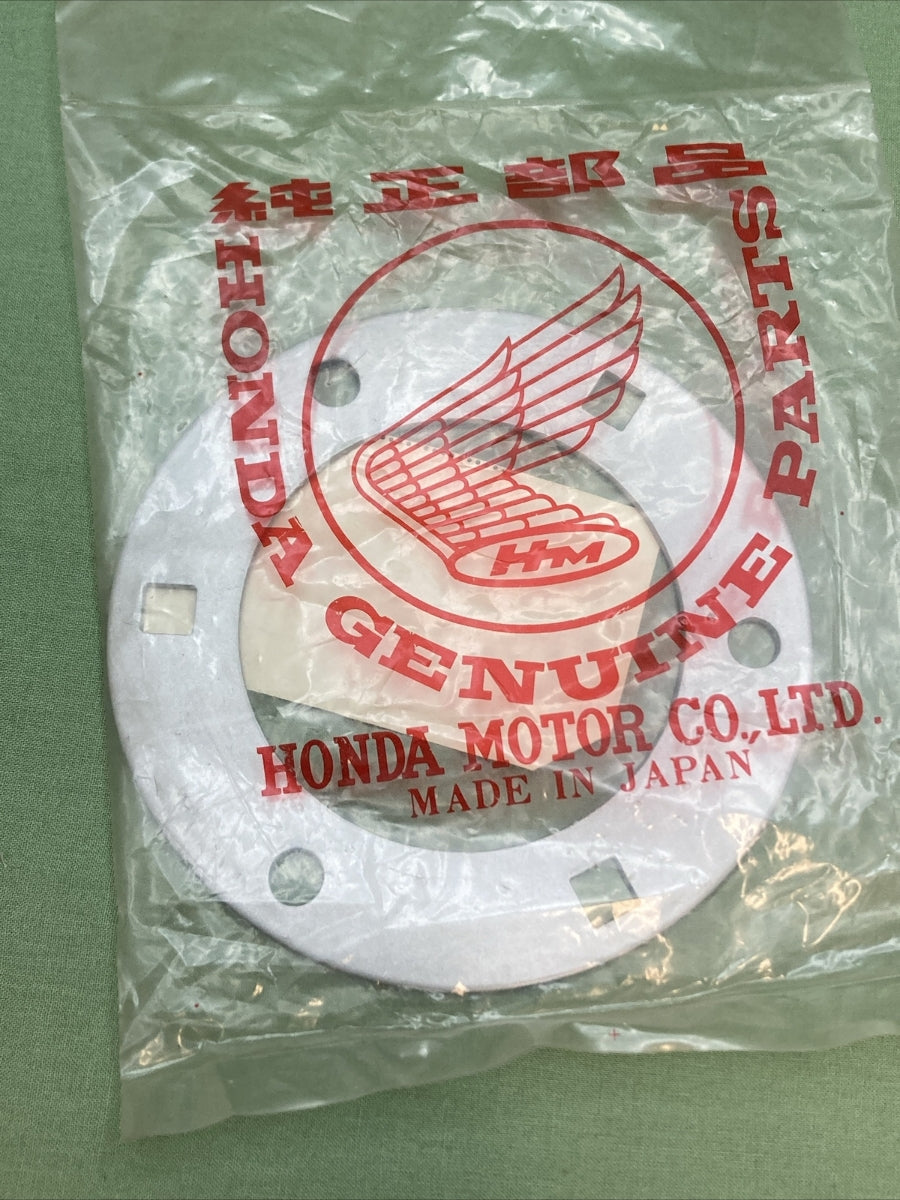 純正部品
HONDA GENUINE PARTS
HM
HONDA MOTOR CO., LTD.
MADE IN JAPAN